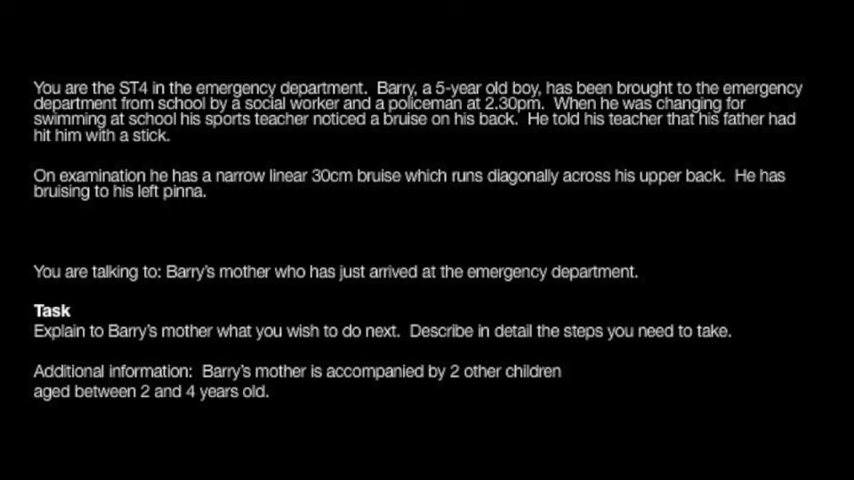 You are the ST4 in the emergency department.  Barry, a 5-year old boy, has been brought to the emergency
department from school by a social worker and a policeman at 2.30pm.  When he was changing for
swimming at school his sports teacher noticed a bruise on his back.  He told his teacher that his father had
hit him with a stick.
On examination he has a narrow linear 30cm bruise which runs diagonally across his upper back.  He has
bruising to his left pinna.
You are talking to: Barry's mother who has just arrived at the emergency department.
Task
Explain to Barry's mother what you wish to do next.  Describe in detail the steps you need to take.
Additional information:  Barry's mother is accompanied by 2 other children
aged between 2 and 4 years old.